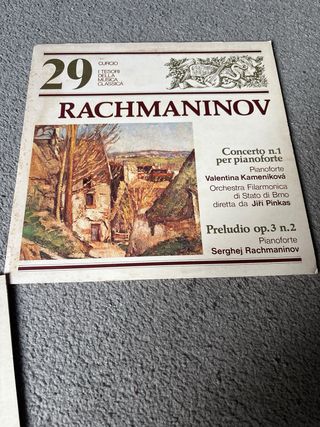 29
CURCIO
I TESORI
DELLA
MUSICA
CLASSICA
RACHMANINOV
Concerto n.1
per pianoforte
Pianoforte
Valentina Kameníková
Orchestra Filarmonica
di Stato di Brno
diretta da Jiří Pinkas
Preludio op.3 n.2
Pianoforte
Serghej Rachmaninov